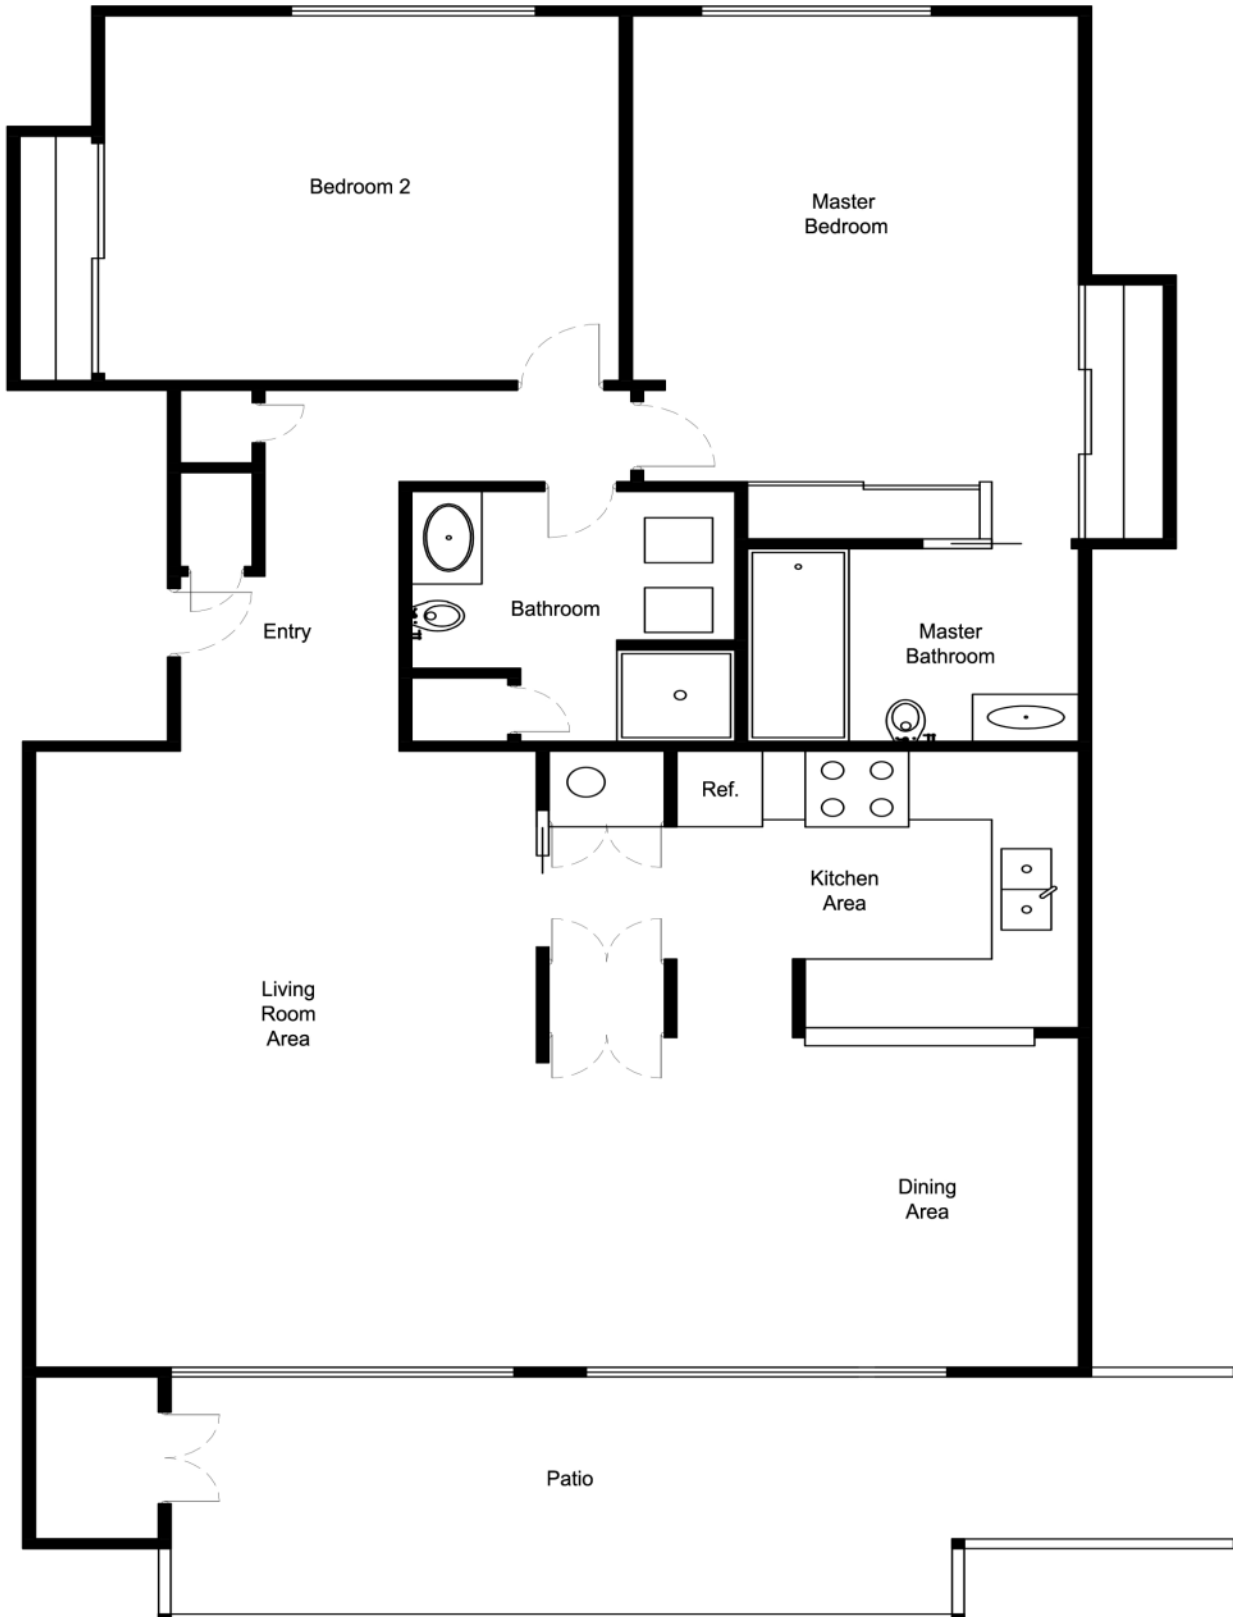 Bedroom 2
Master
Bedroom
Bathroom
Entry
Master
Bathroom
Ref.
Kitchen
Area
Living
Room
Area
Dining
Area
Patio